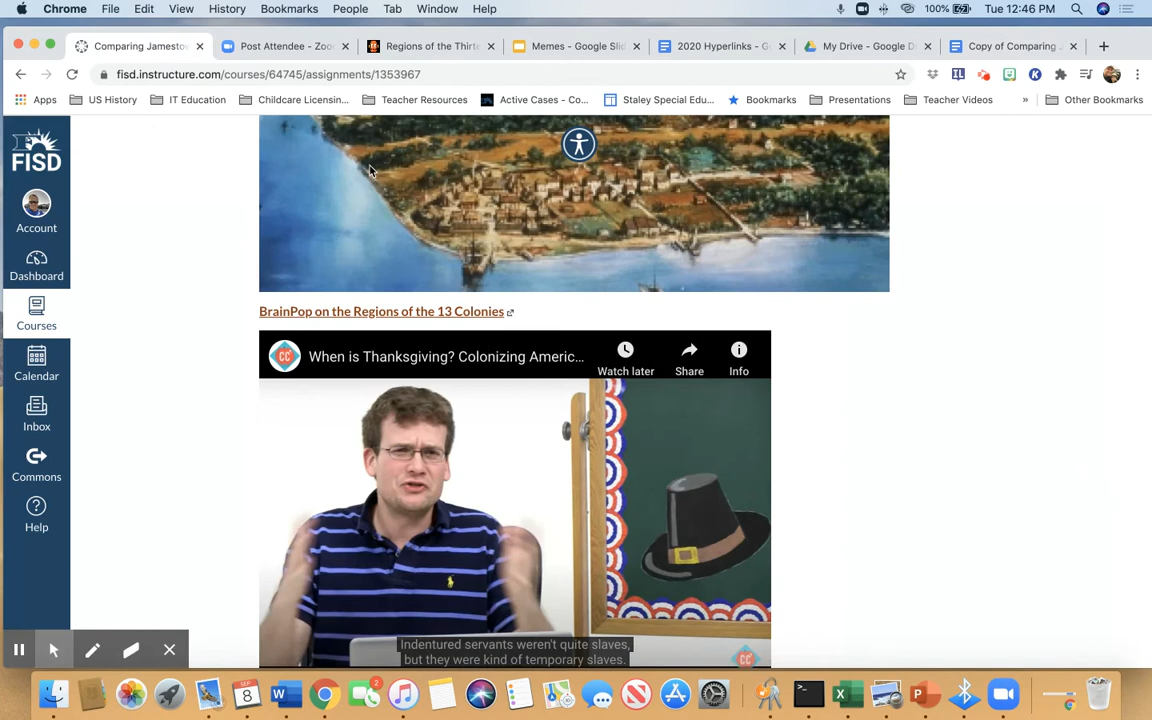 Chrome File Edit View History Bookmarks People Tab Window Help 100% Tue 12:46 PM
Comparing Jamesto Post Attendee - Zoo Regions of the Thirte Memes - Google Slid 2020 Hyperlinks - G My Drive - Google D Copy of Comparing J
fisd.instructure.com/courses/64745/assignments/1353967
Apps US History IT Education Childcare Licensin... Teacher Resources Active Cases - Co... Staley Special Edu... Bookmarks Presentations Teacher Videos » Other Bookmarks
FISD
Account
Dashboard
Courses
Calendar
Inbox
Commons
Help
BrainPop on the Regions of the 13 Colonies
CC When is Thanksgiving? Colonizing Americ...
Watch later Share Info
Indentured servants weren't quite slaves,
but they were kind of temporary slaves.
CC
SEP
8
2